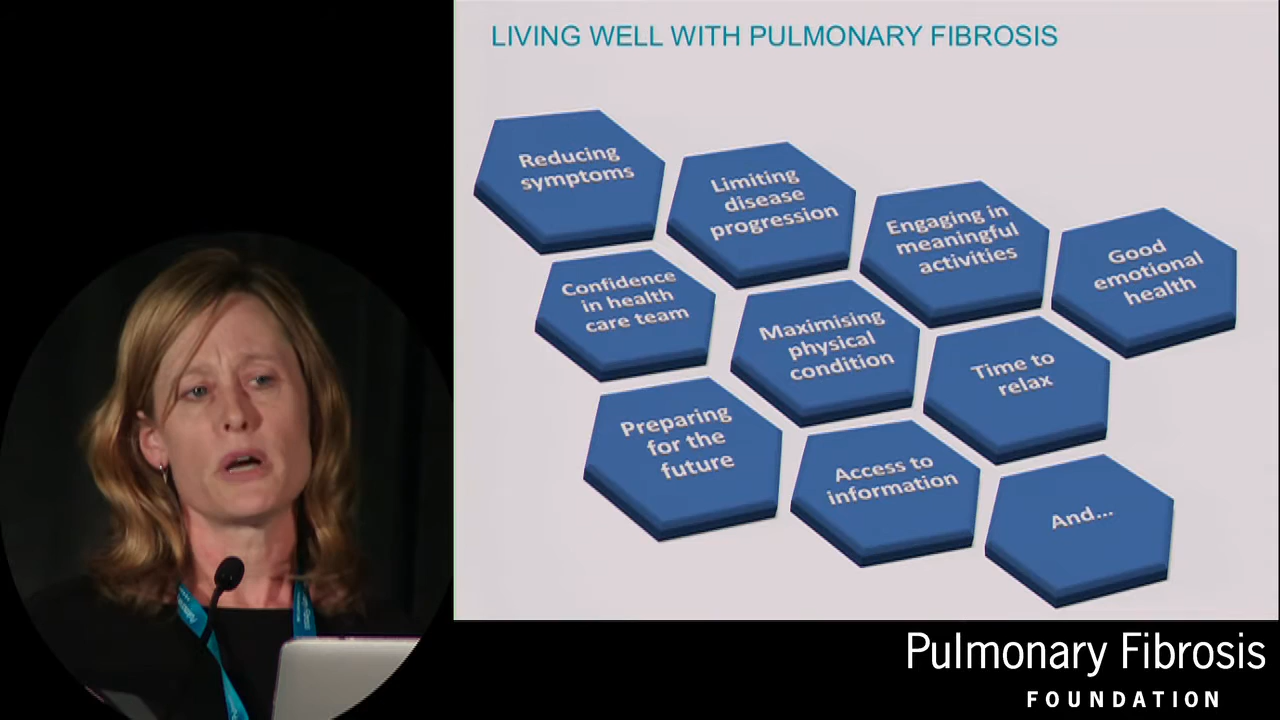 LIVING WELL WITH PULMONARY FIBROSIS
Reducing
symptoms
Limiting
disease
progression
Engaging in
meaningful
activities
Good
emotional
health
Confidence
in health
care team
Maximising
physical
condition
Time to
relax
Preparing
for the
future
Access to
information
And...
Pulmonary Fibrosis
FOUNDATION